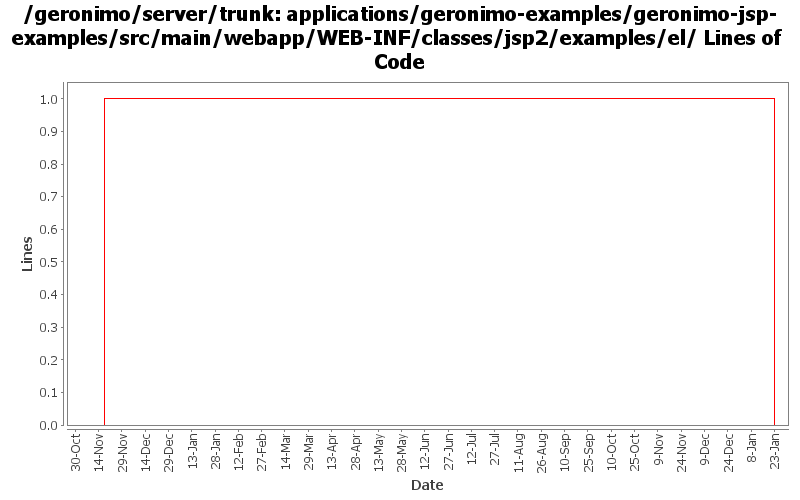 /geronimo/server/trunk: applications/geronimo-examples/geronimo-jsp-
examples/src/main/webapp/WEB-INF/classes/jsp2/examples/el/ Lines of
Code
1.0
0.9
0.8
0.7
0.6
0.5
0.4
0.3
0.2
0.1
0.0
Lines
30-Oct
14-Nov
29-Nov
14-Dec
29-Dec
13-Jan
28-Jan
12-Feb
27-Feb
14-Mar
29-Mar
13-Apr
28-Apr
13-May
28-May
12-Jun
27-Jun
12-Jul
27-Jul
11-Aug
26-Aug
10-Sep
25-Sep
10-Oct
25-Oct
9-Nov
24-Nov
9-Dec
24-Dec
8-Jan
23-Jan
Date